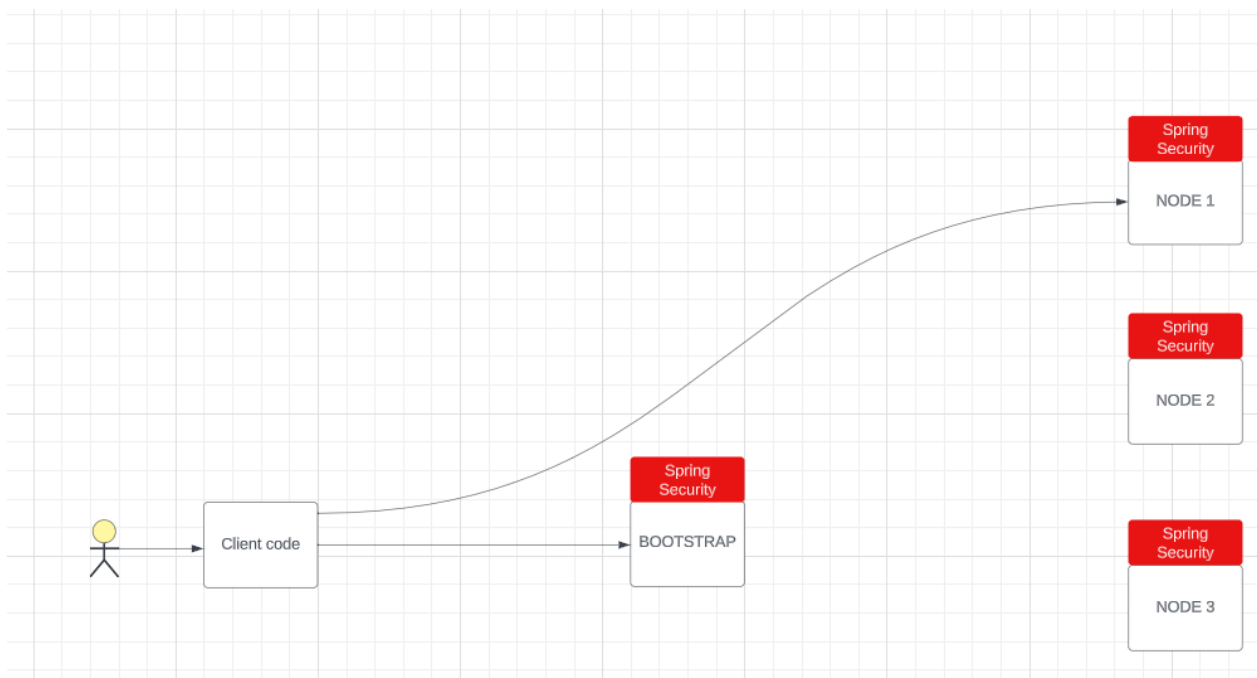 Spring
Security
NODE 1
Spring
Security
NODE 2
Spring
Security
BOOTSTRAP
Client code
Spring
Security
NODE 3